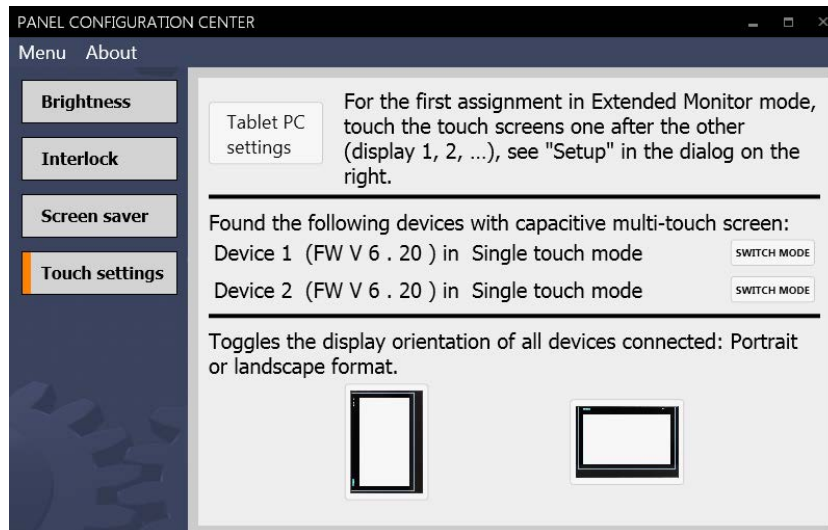 PANEL CONFIGURATION CENTER
Menu About
Brightness
Interlock
Screen saver
Touch settings
Tablet PC
settings
For the first assignment in Extended Monitor mode,
touch the touch screens one after the other
(display 1, 2, ...), see "Setup" in the dialog on the
right.
Found the following devices with capacitive multi-touch screen:
Device 1 (FW V 6 . 20 ) in Single touch mode
SWITCH MODE
Device 2 (FW V 6 . 20 ) in Single touch mode
SWITCH MODE
Toggles the display orientation of all devices connected: Portrait
or landscape format.